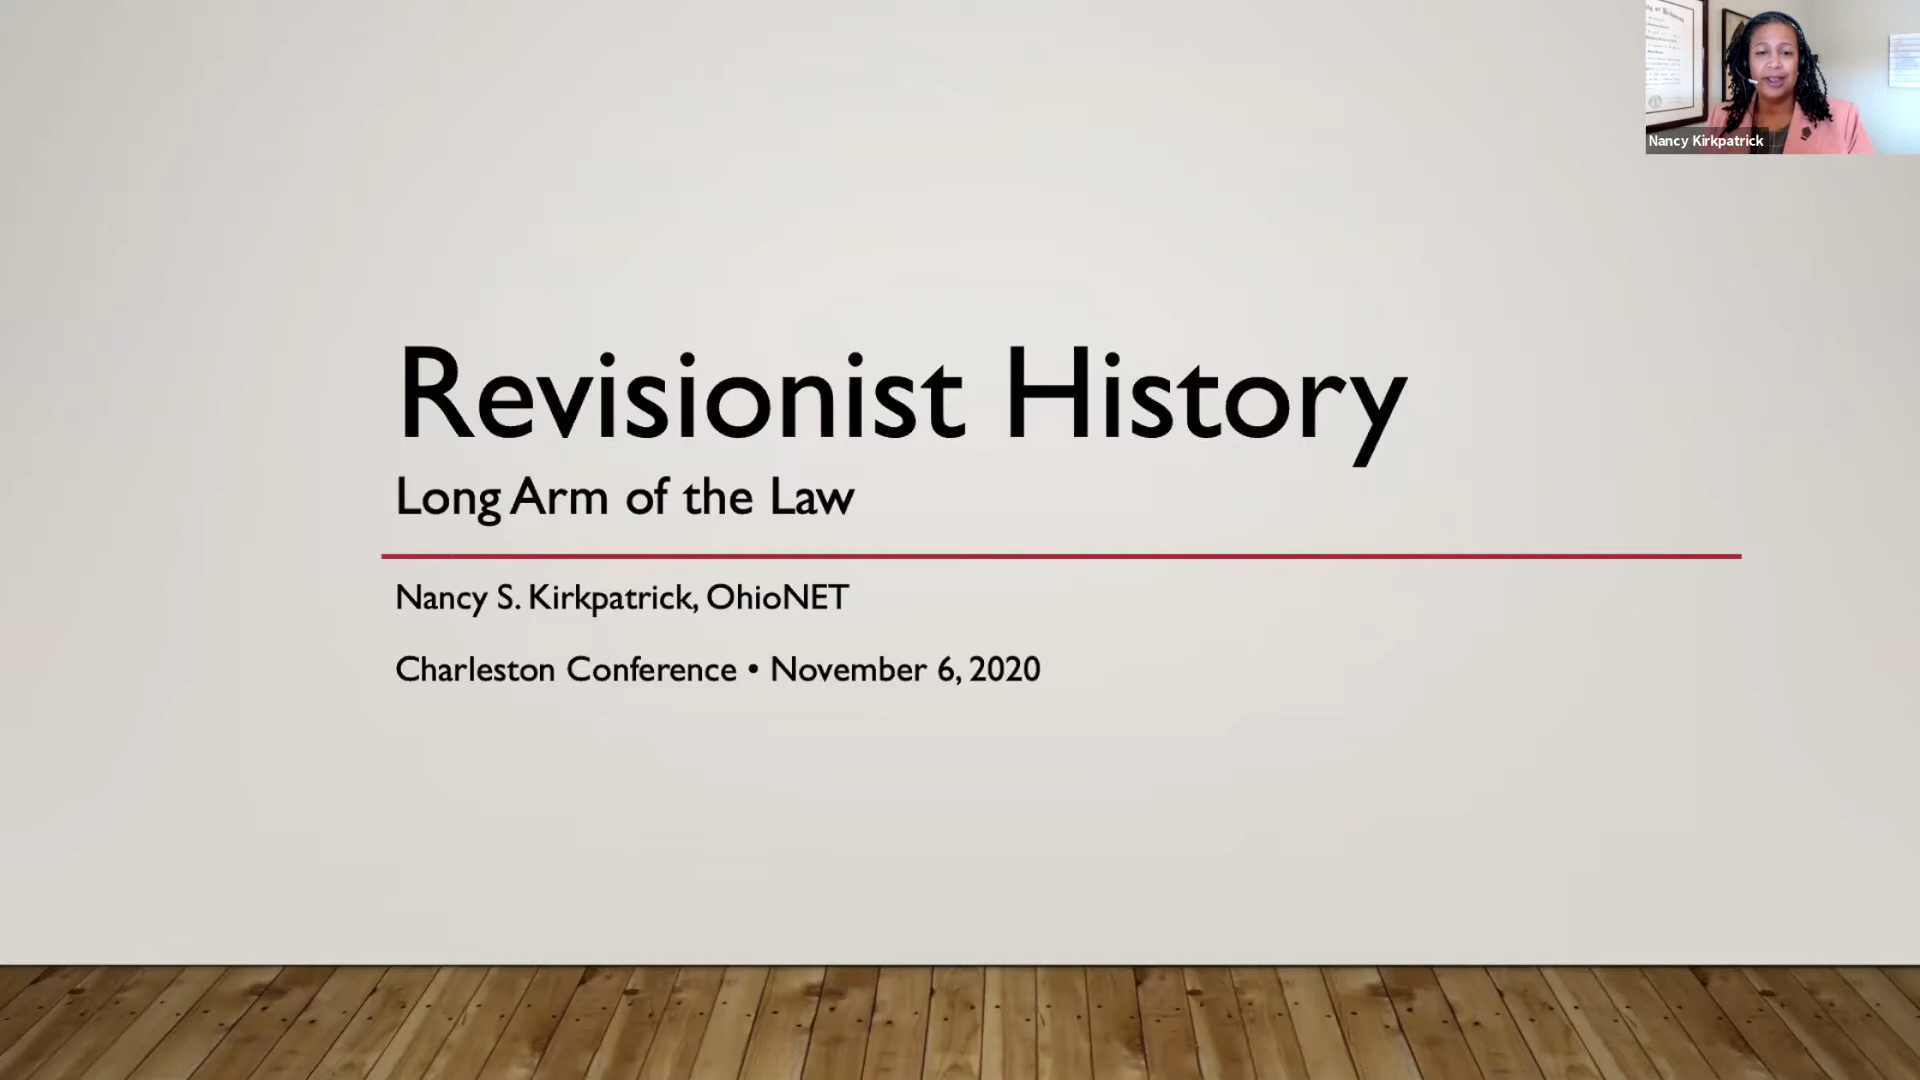 Nancy Kirkpatrick
Revisionist History
Long Arm of the Law
Nancy S. Kirkpatrick, OhioNET
Charleston Conference • November 6, 2020